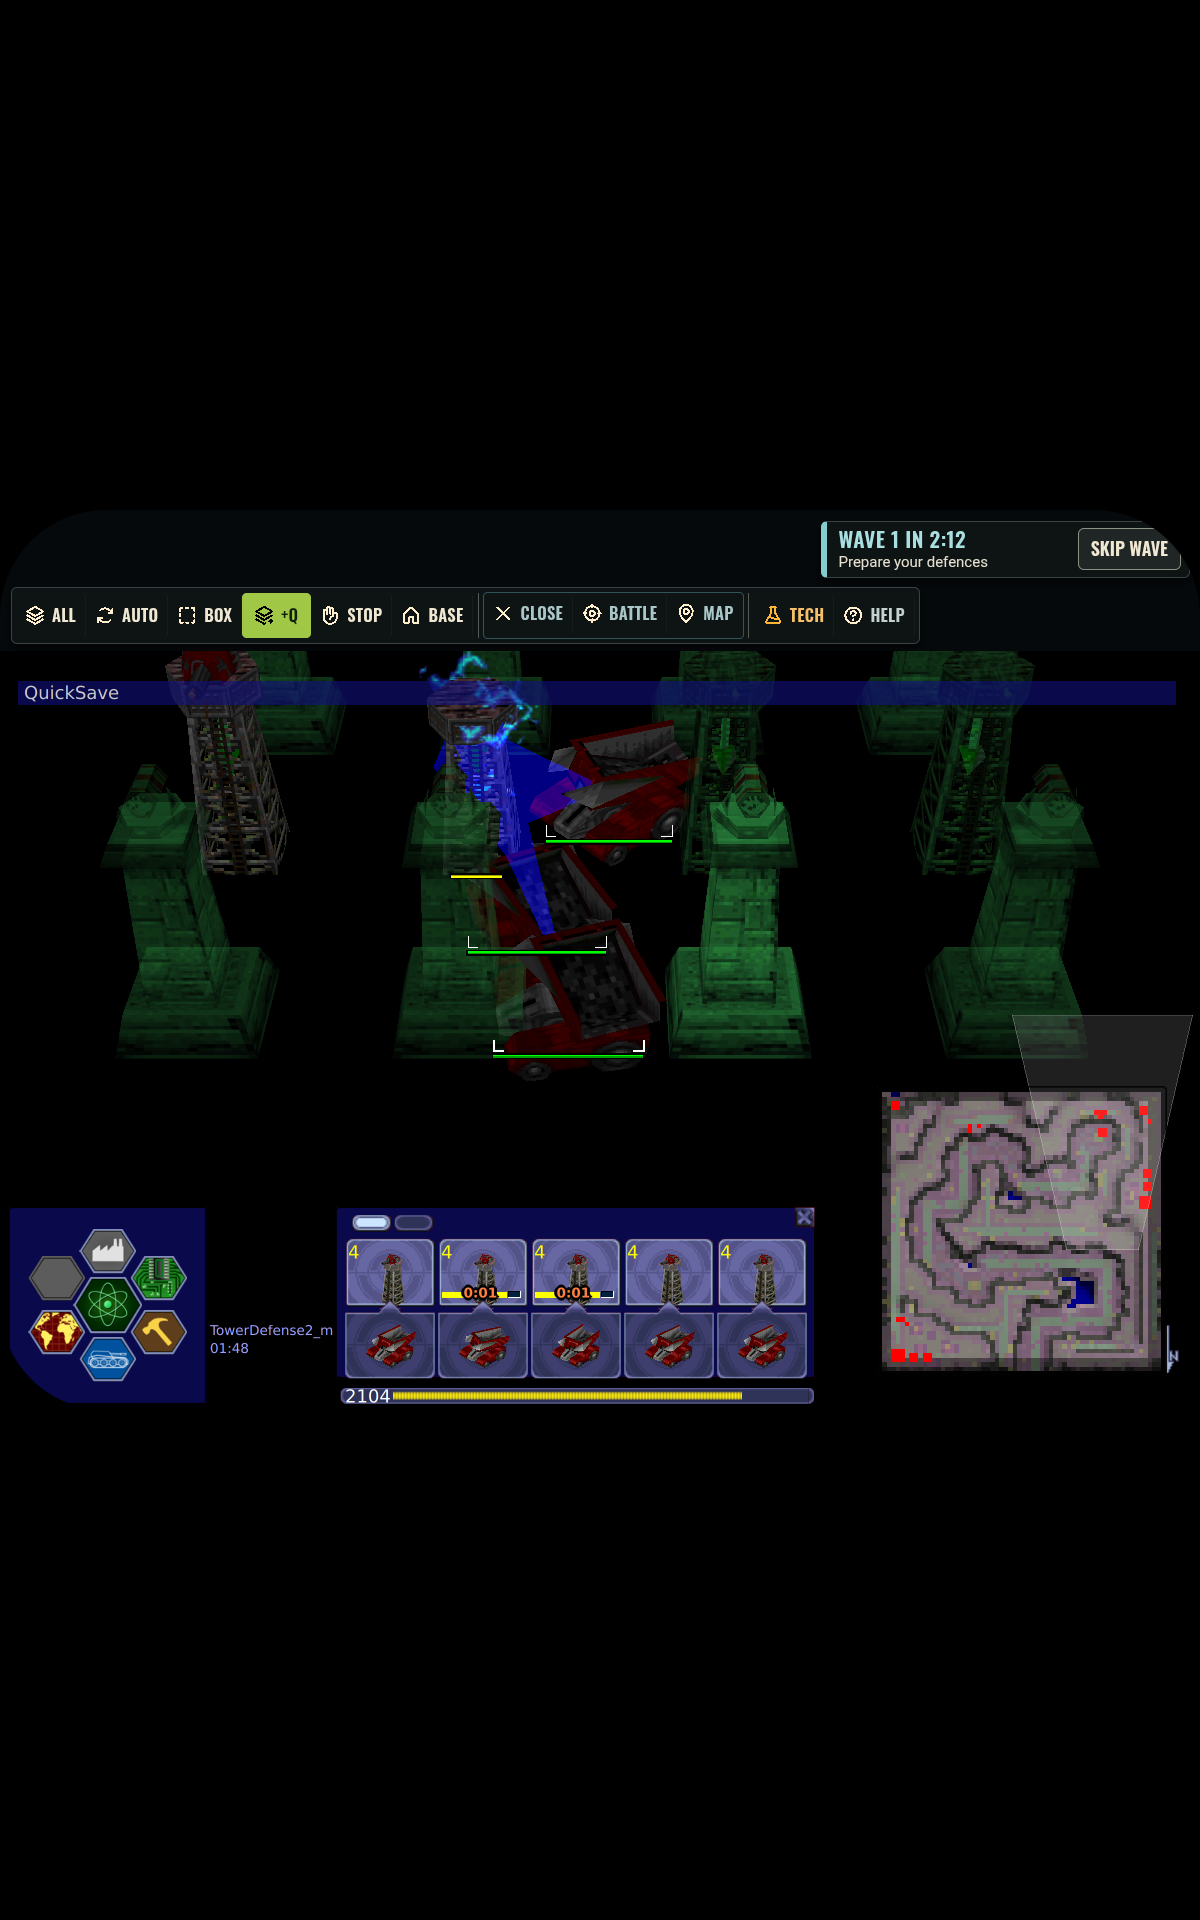 WAVE 1 IN 2:12
Prepare your defences
SKIP WAVE
ALL
AUTO
BOX
+Q
STOP
BASE
CLOSE
BATTLE
MAP
TECH
HELP
QuickSave
TowerDefense2_m
01:48
4
4
4
4
4
0:01
0:01
2104
N